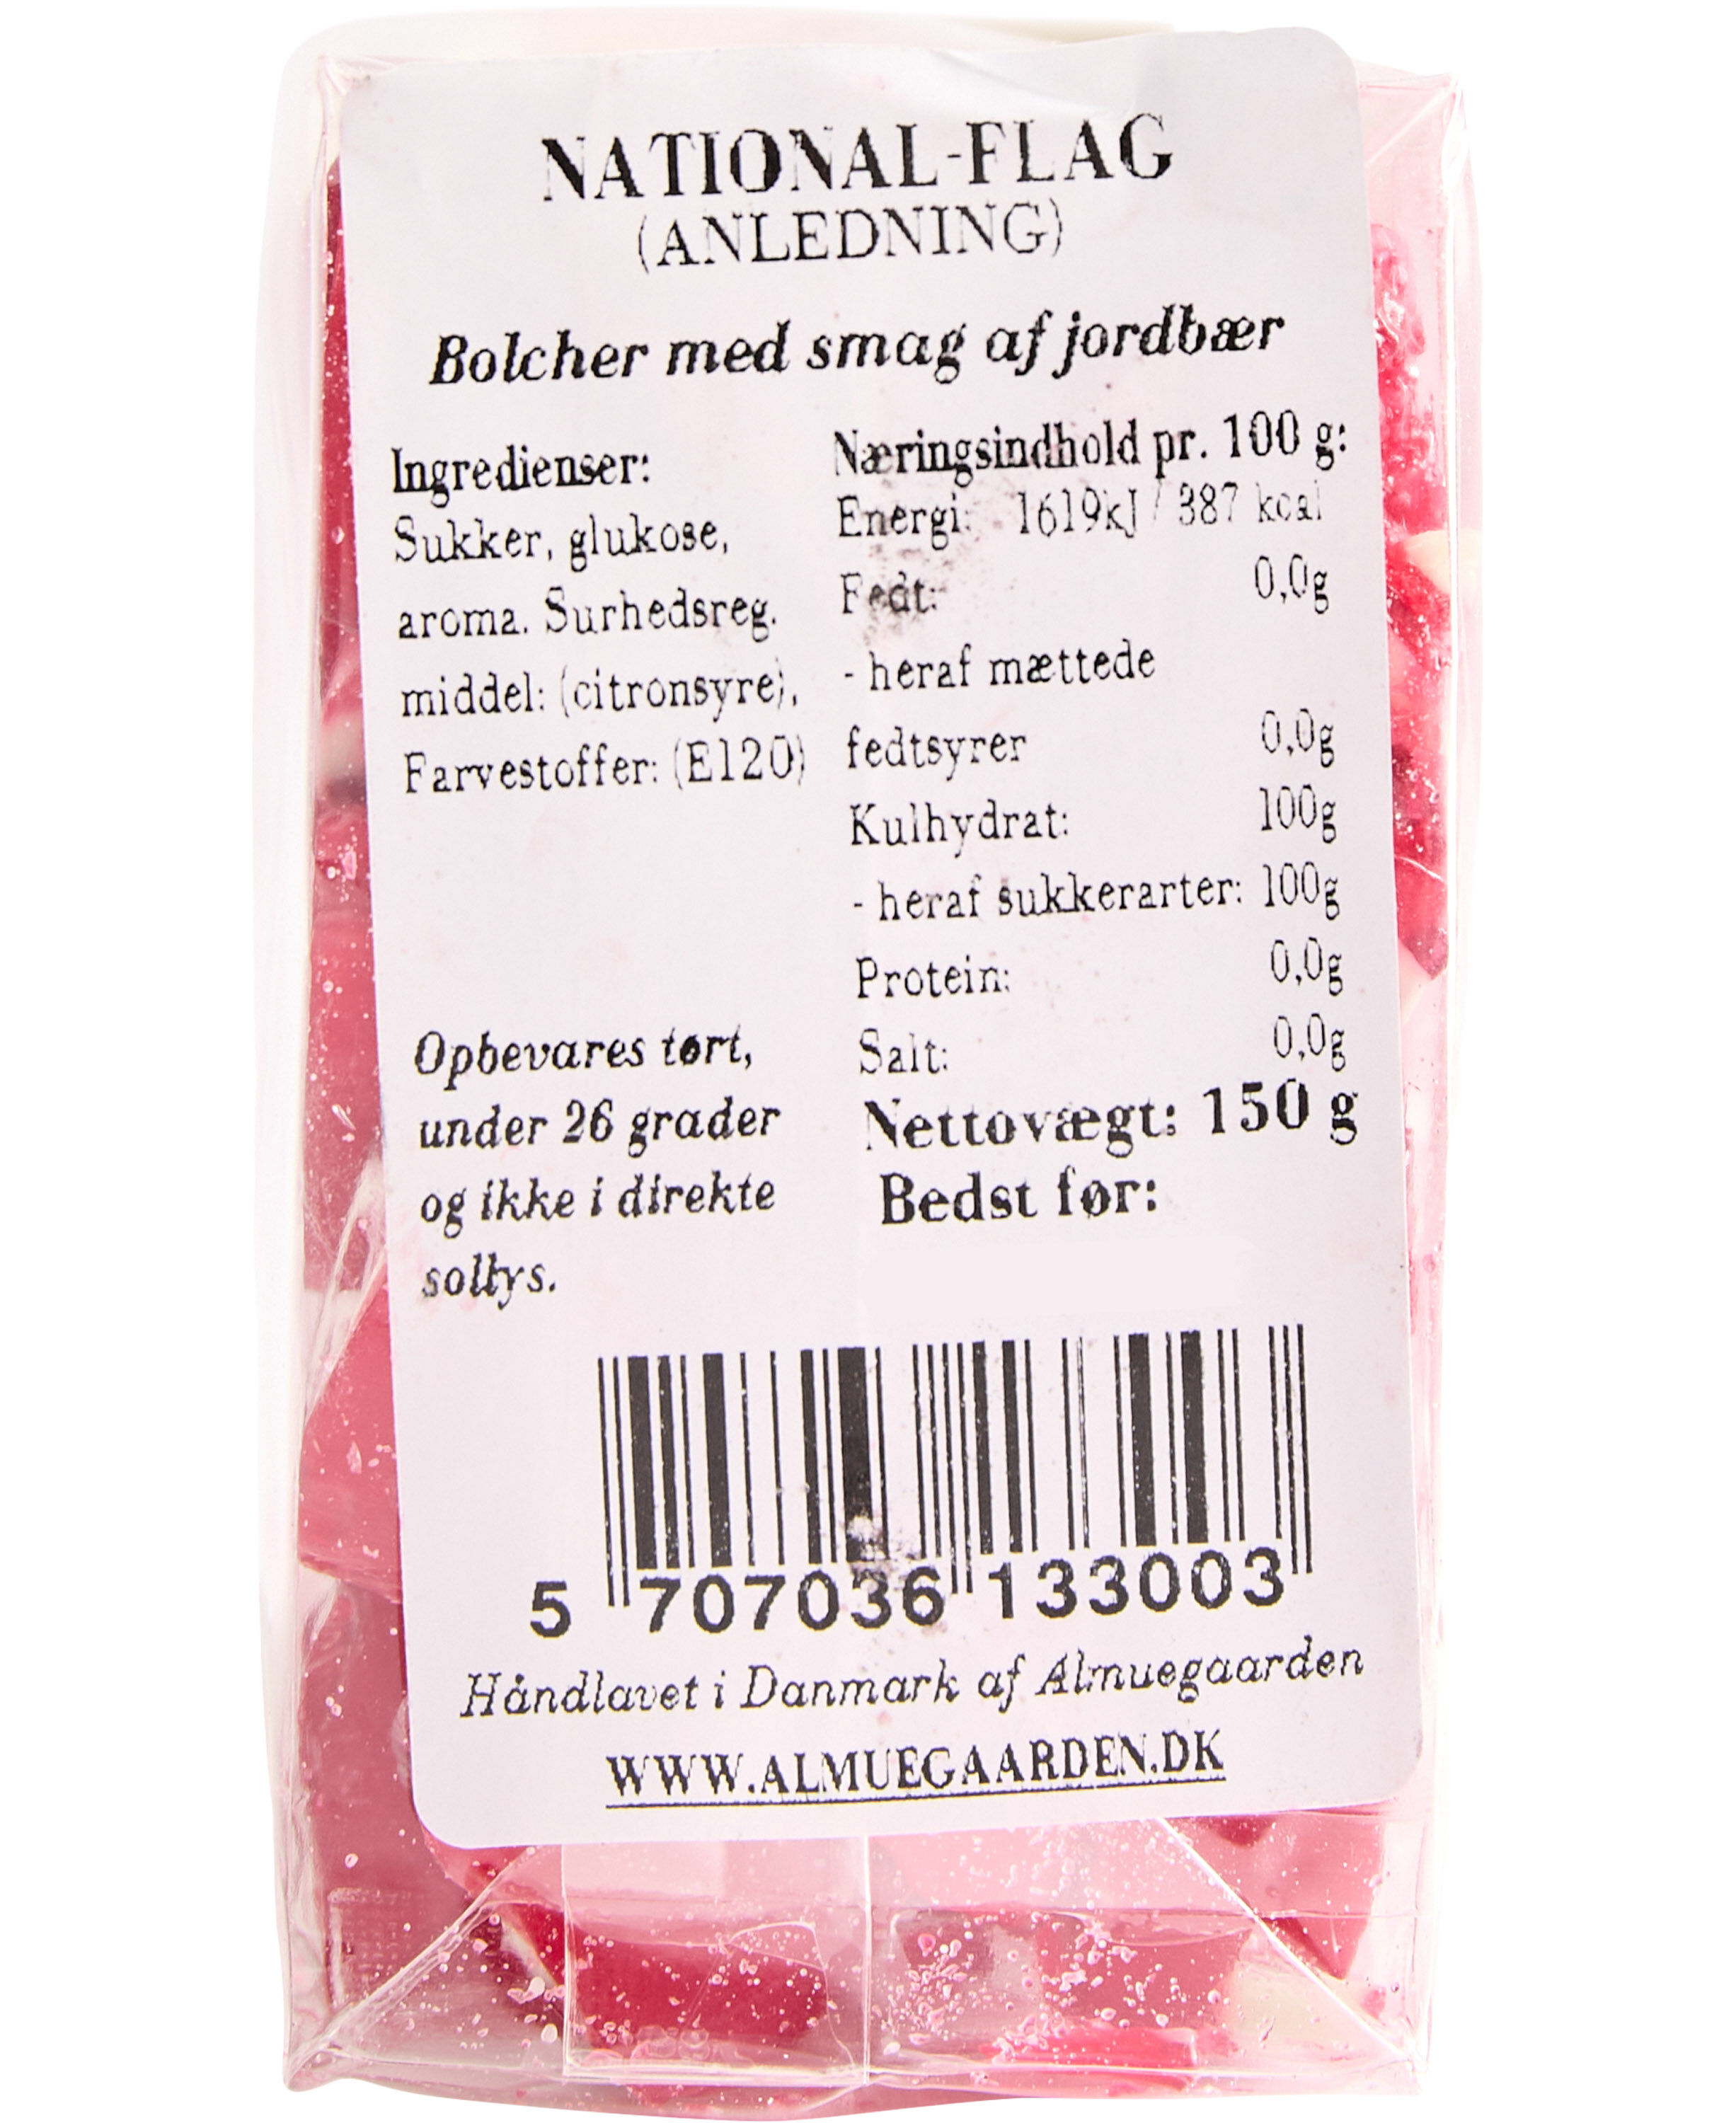 NATIONAL-FLAG
(ANLEDNING)
Bolcher med smag af jordbær
Ingredienser:
Sukker, glukose,
aroma. Surhedsreg.
middel: (citronsyre),
Farvestoffer: (E120)
Opbevares tørt,
under 26 grader
og ikke i direkte
sollys.
Næringsindhold pr. 100 g:
Energi: 1619kJ / 387 kcal
Fedt: 0,0g
- heraf mættede
fedtsyrer 0,0g
Kulhydrat: 100g
- heraf sukkerarter: 100g
Protein: 0,0g
Salt: 0,0g
Nettovægt: 150 g
Bedst før:
5 707036 133003
Håndlavet i Danmark af Almuegaarden
WWW.ALMUEGAARDEN.DK